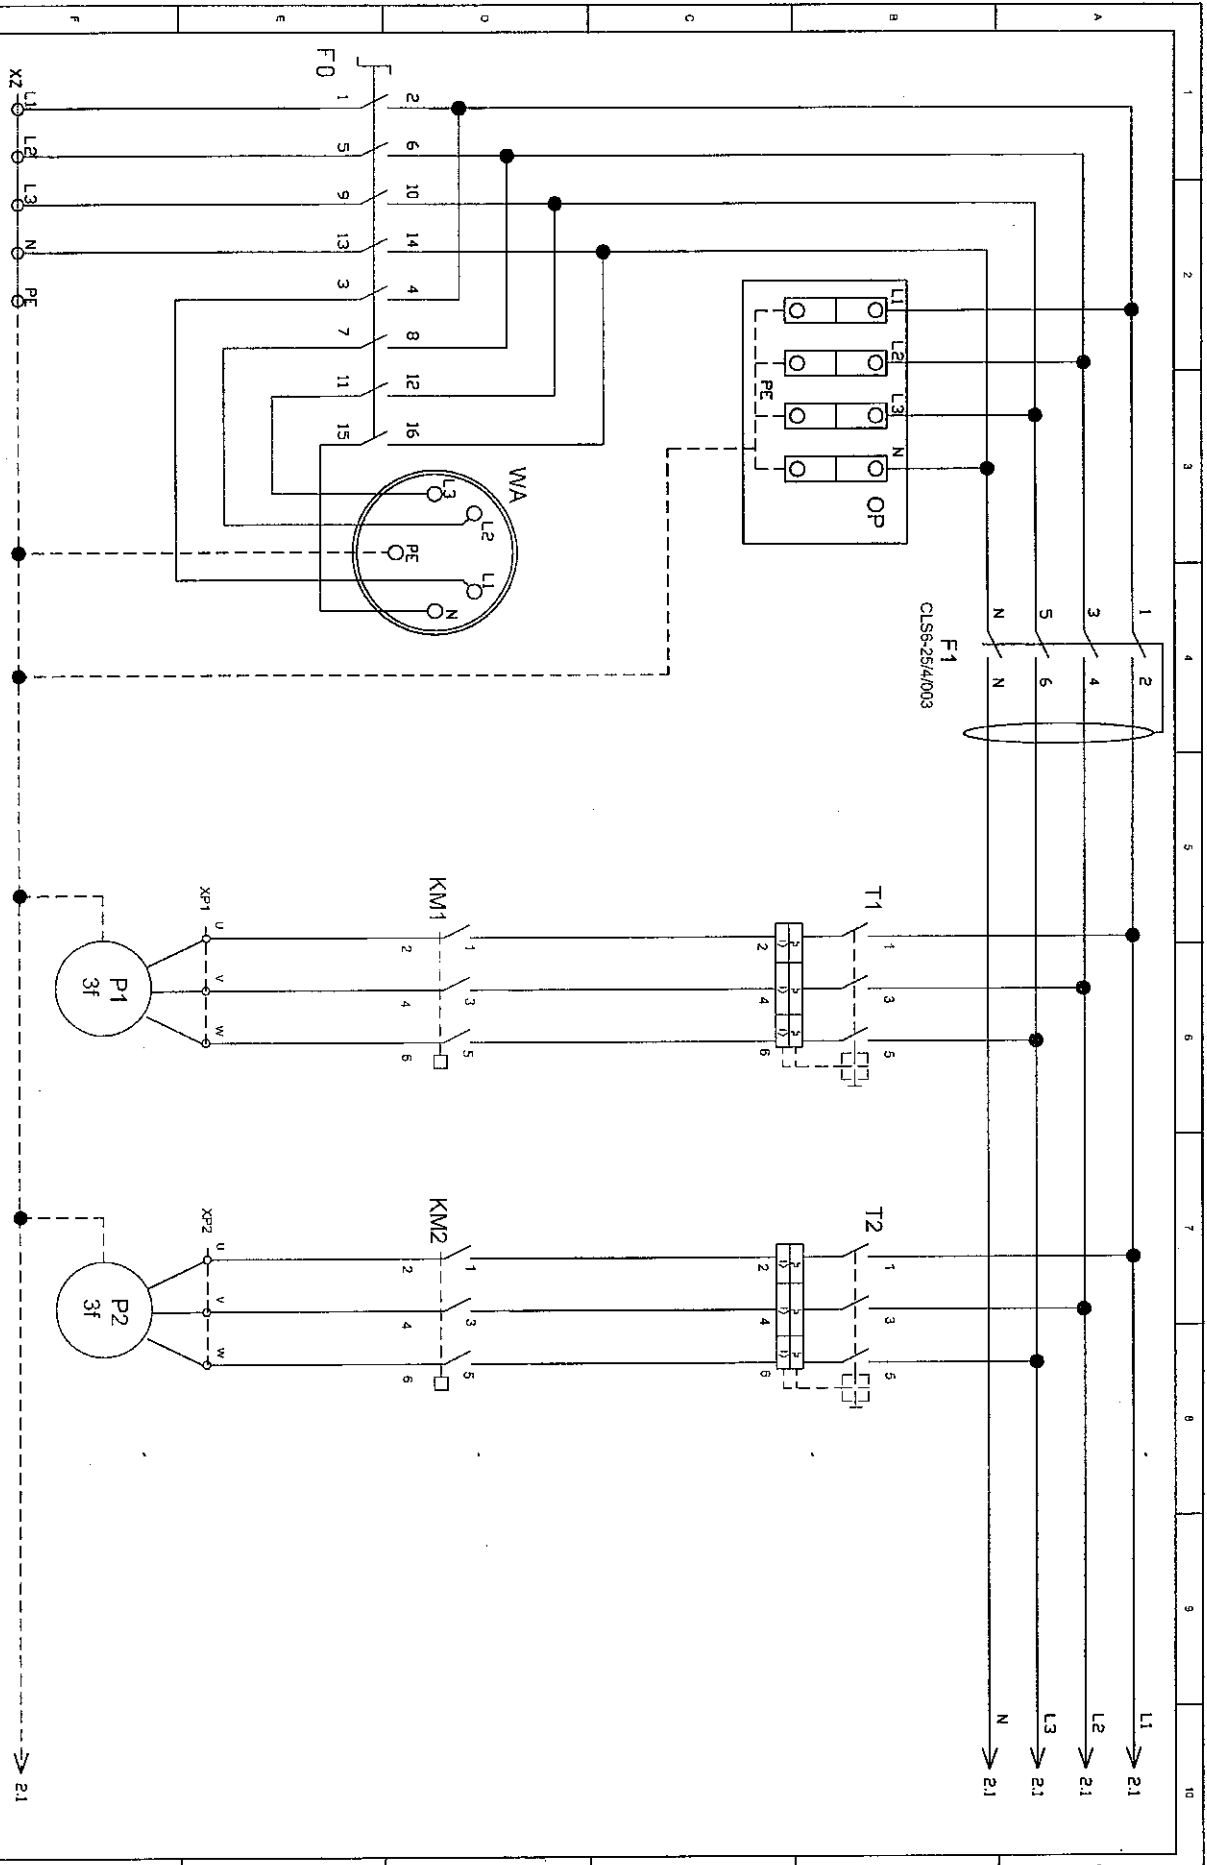 1 2 3 4 5 6 7 8 9 10
A
B
C
D
E
F
L1 2.1
L2 2.1
L3 2.1
N 2.1
1 2
3 4
5 6
N N
F1
CLS6-25/4/003
OP
L1 L2 L3 N
PE
T1
1 3 5
2 4 6
T2
1 3 5
2 4 6
WA
L3 L2 PE L1 N
F0
2 6 10 14 4 8 12 16
1 5 9 13 3 7 11 15
KM1
1 3 5
2 4 6
KM2
1 3 5
2 4 6
XP1
U V W
XP2
U V W
P1
3f
P2
3f
XZ
L1 L2 L3 N PE
2.1